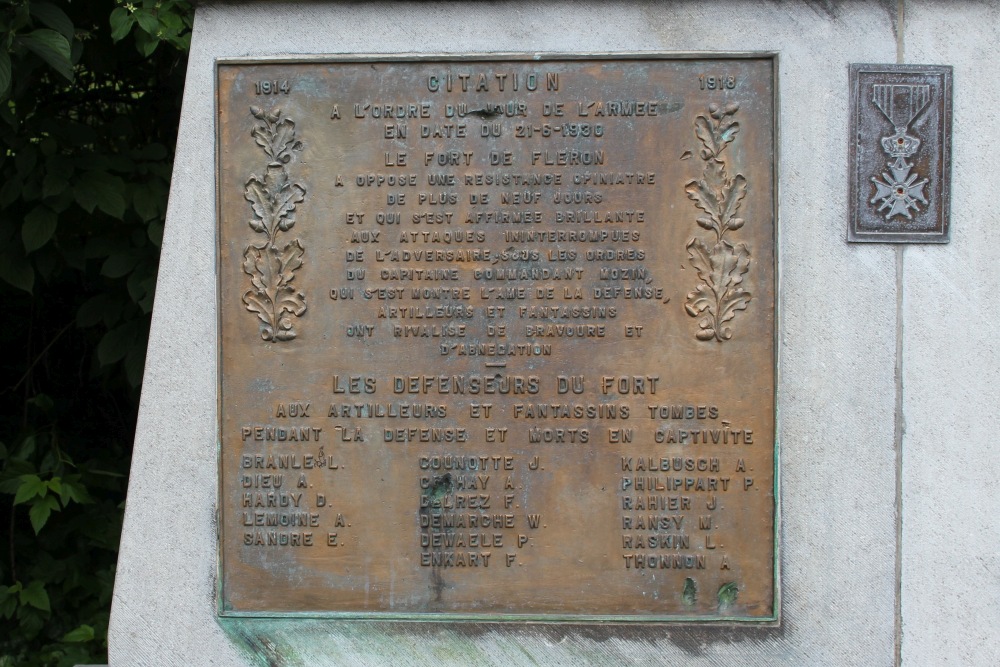 1914 CITATION 1918
A L'ORDRE DU JOUR DE L'ARMEE
EN DATE DU 21-6-1930
LE FORT DE FLERON
A OPPOSE UNE RESISTANCE OPINIATRE
DE PLUS DE NEUF JOURS
ET QUI S'EST AFFIRMEE BRILLANTE
AUX ATTAQUES ININTERROMPUES
DE L'ADVERSAIRE, SOUS LES ORDRES
DU CAPITAINE COMMANDANT MOZIN,
QUI S'EST MONTRE L'AME DE LA DEFENSE,
ARTILLEURS ET FANTASSINS
ONT RIVALISE DE BRAVOURE ET
D'ABNEGATION
LES DEFENSEURS DU FORT
AUX ARTILLEURS ET FANTASSINS TOMBES
PENDANT LA DEFENSE ET MORTS EN CAPTIVITE
BRANLE L.
DIEU A.
HARDY D.
LEMOINE A.
SANDRE E.
COUNOTTE J.
A.
DELREZ F.
DEMARCHE W.
DEWAELE P.
ENKART F.
KALBUSCH A.
PHILIPPART P.
RAHIER J.
RANSY M.
RASKIN L.
THONNON A